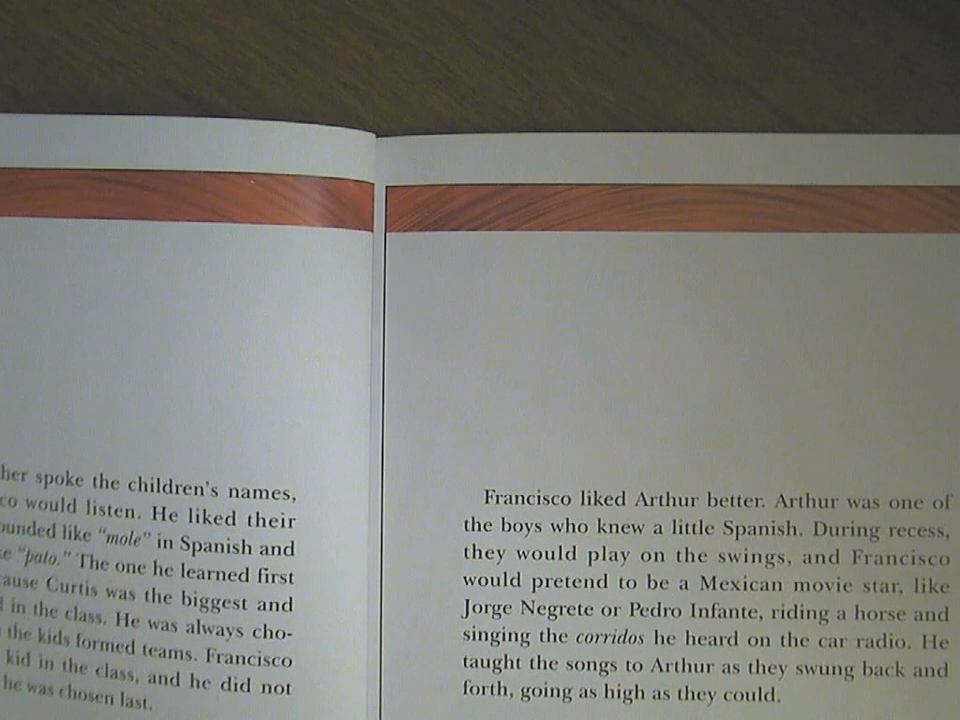 her spoke the children's names,
co would listen. He liked their
ounded like "mole" in Spanish and
"pato." The one he learned first
ause Curtis was the biggest and
in the class. He was always cho-
the kids formed teams. Francisco
kid in the class, and he did not
he was chosen last.
Francisco liked Arthur better. Arthur was one of
the boys who knew a little Spanish. During recess,
they would play on the swings, and Francisco
would pretend to be a Mexican movie star, like
Jorge Negrete or Pedro Infante, riding a horse and
singing the corridos he heard on the car radio. He
taught the songs to Arthur as they swung back and
forth, going as high as they could.